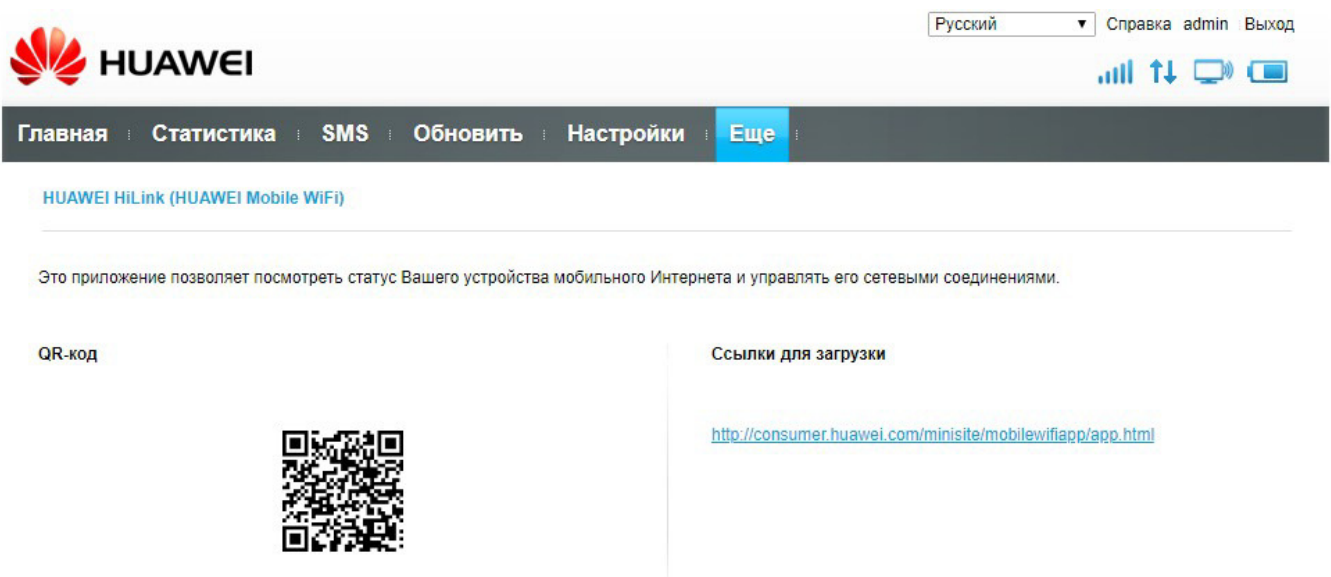 Русский Справка admin Выход
HUAWEI
Главная Статистика SMS Обновить Настройки Еще
HUAWEI HiLink (HUAWEI Mobile WiFi)
Это приложение позволяет посмотреть статус Вашего устройства мобильного Интернета и управлять его сетевыми соединениями.
QR-код
Ссылки для загрузки
http://consumer.huawei.com/minisite/mobilewifiapp/app.html